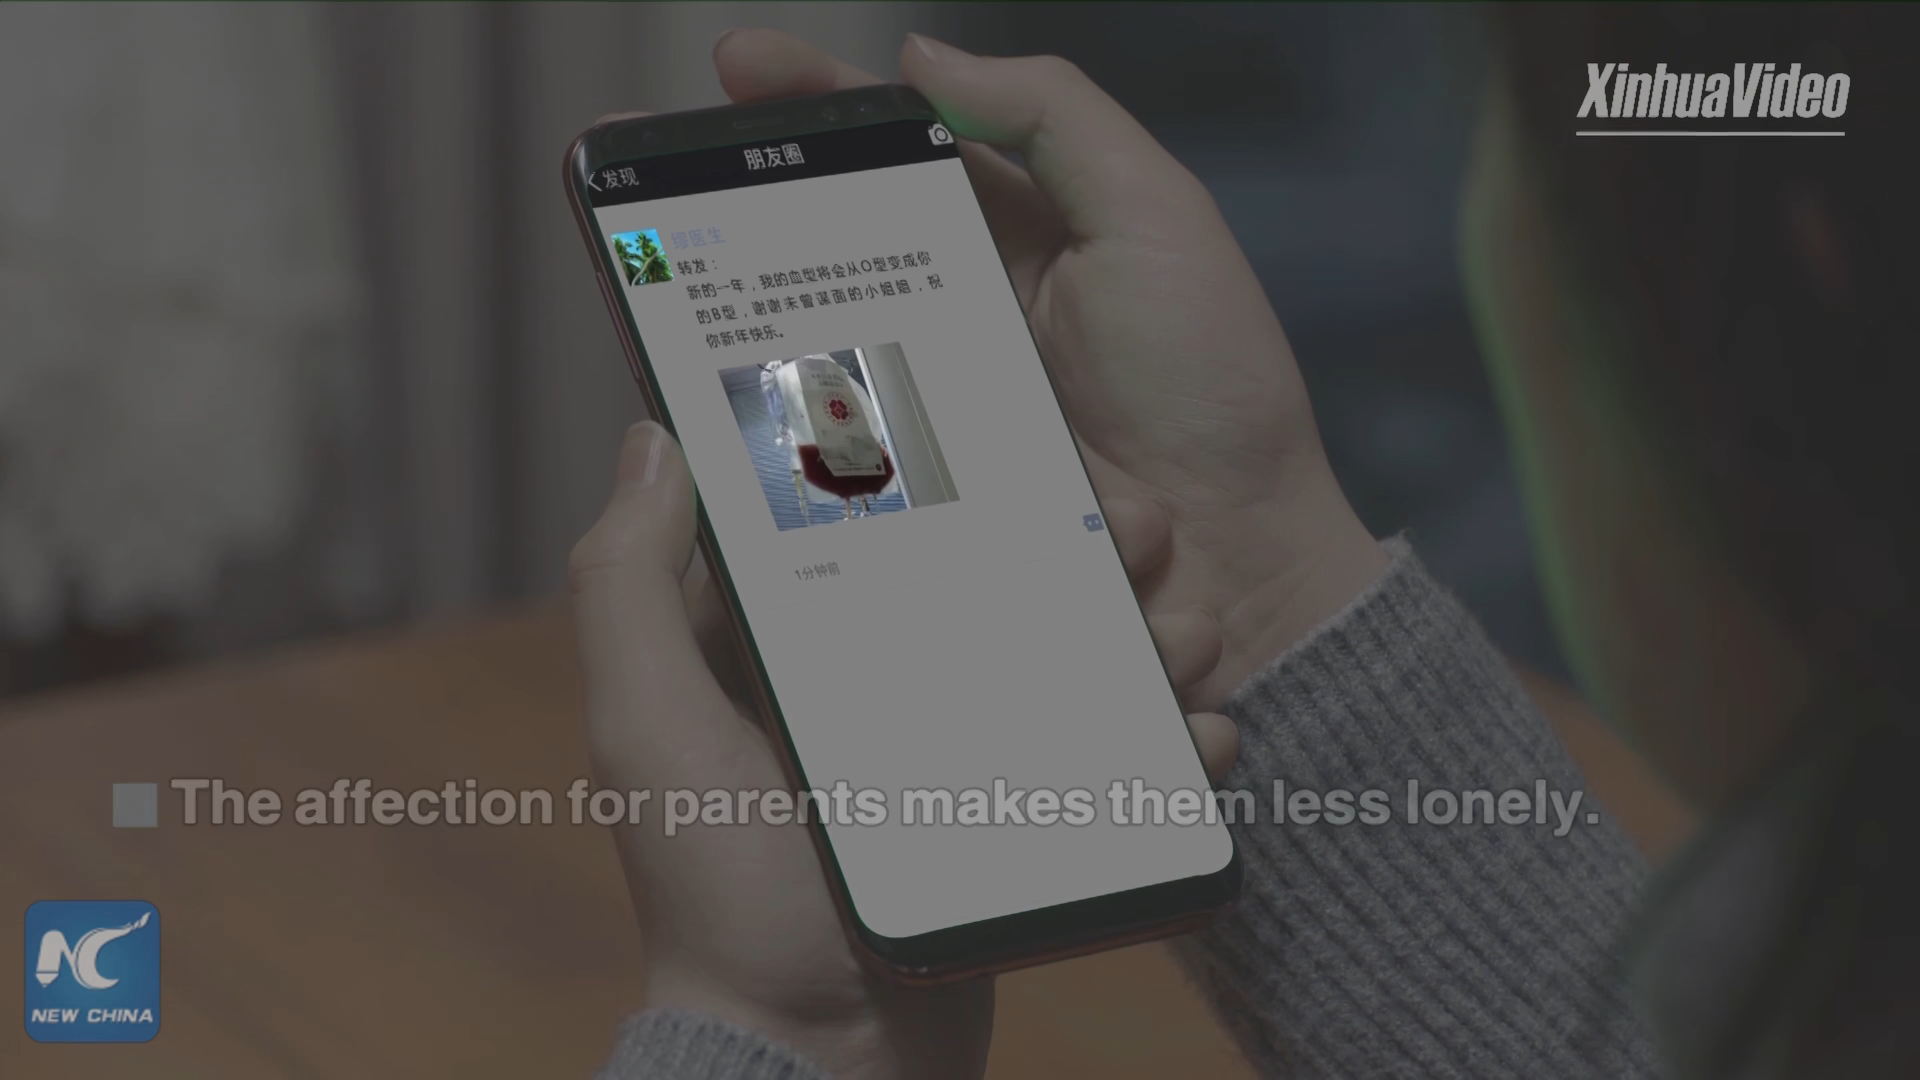 XinhuaVideo
朋友圈
发现
缪医生
转发：
新的一年，我的血型将会从O型变成你
的B型，谢谢未曾谋面的小姐姐，祝
你新年快乐。
1分钟前
The affection for parents makes them less lonely.
NC
NEW CHINA